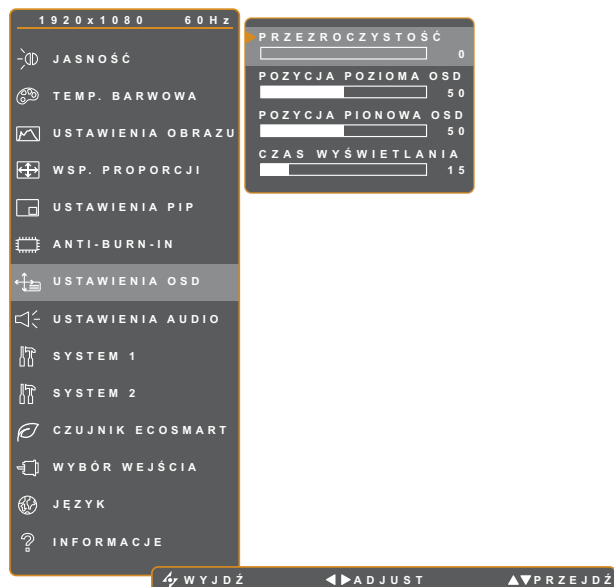 1920x1080 60Hz
JASNOŚĆ
TEMP. BARWOWA
USTAWIENIA OBRAZU
WSP. PROPORCJI
USTAWIENIA PIP
ANTI-BURN-IN
USTAWIENIA OSD
USTAWIENIA AUDIO
SYSTEM 1
SYSTEM 2
CZUJNIK ECOSMART
WYBÓR WEJŚCIA
JĘZYK
INFORMACJE
PRZEZROCZYSTOŚĆ
0
POZYCJA POZIOMA OSD
50
POZYCJA PIONOWA OSD
50
CZAS WYŚWIETLANIA
15
WYJDŹ ◀▶ADJUST ▲▼PRZEJDŹ